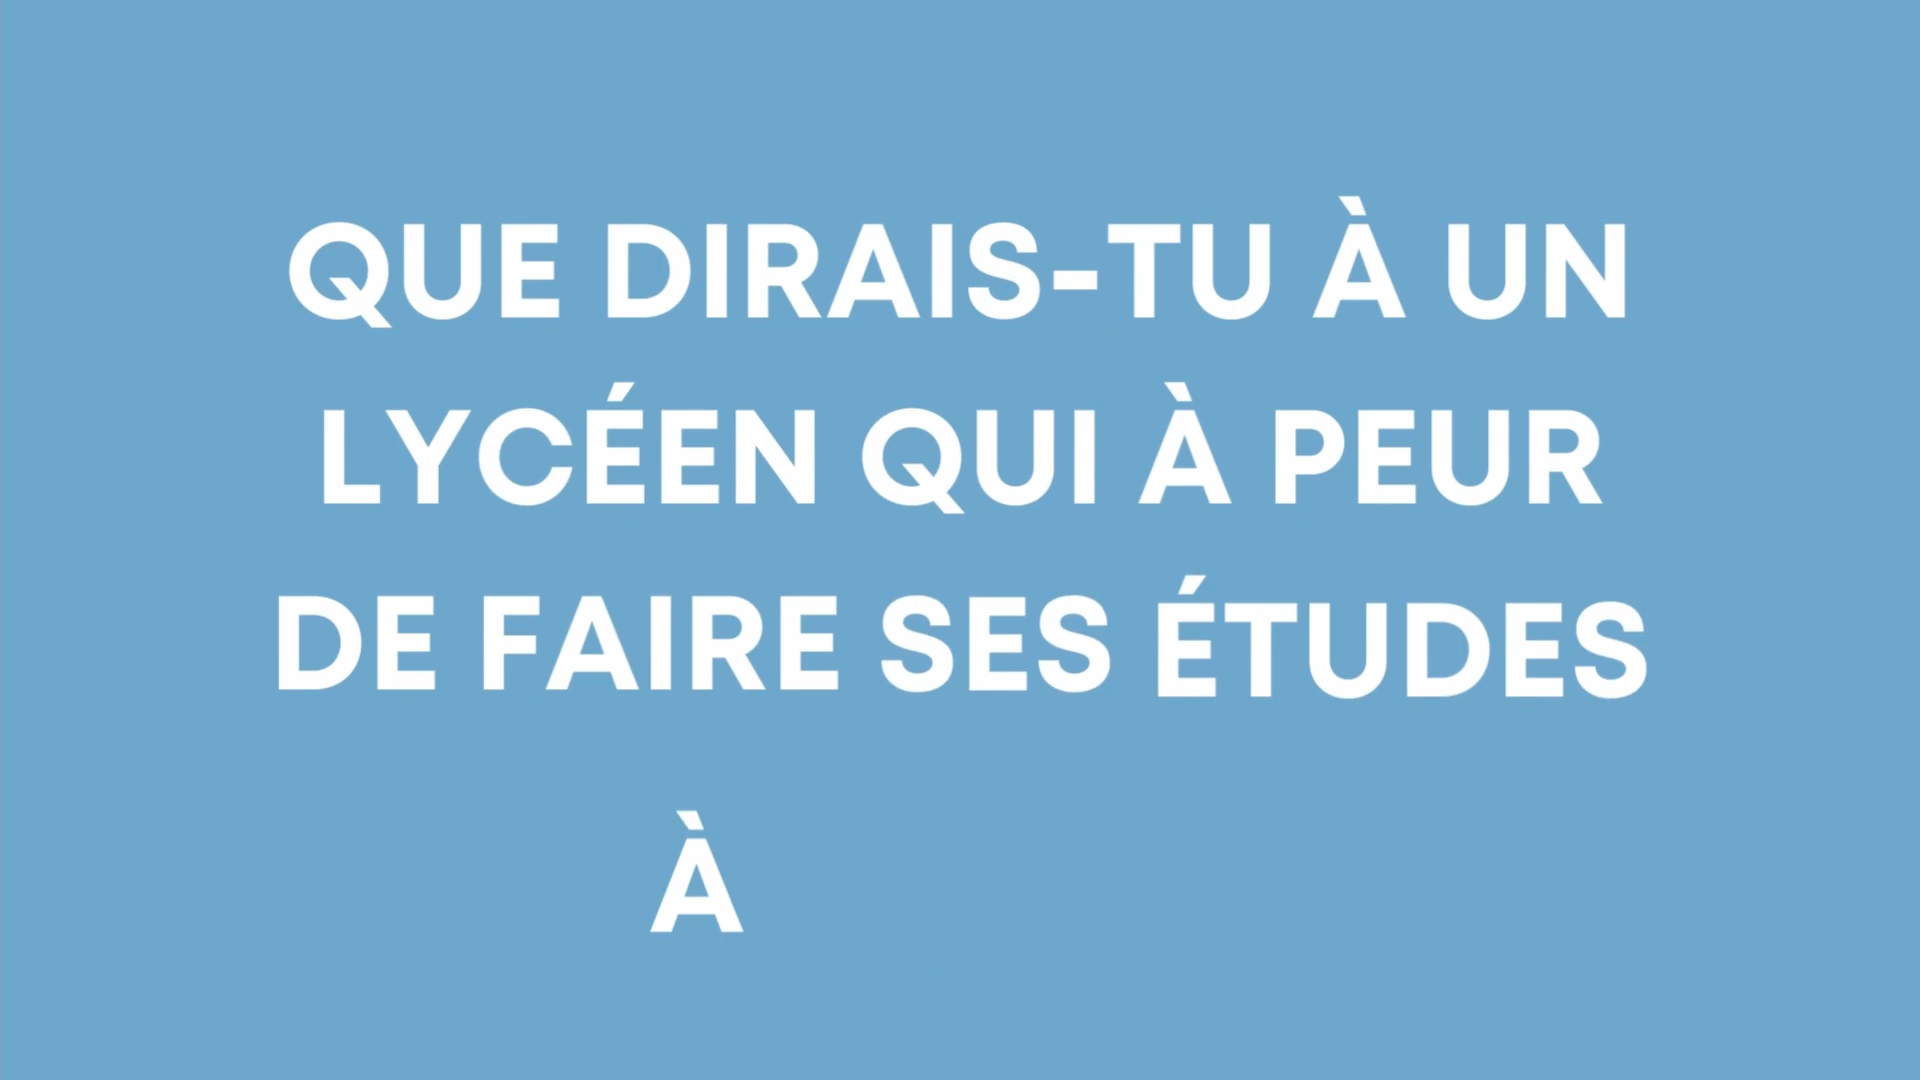 QUE DIRAIS-TU À UN
LYCÉEN QUI À PEUR
DE FAIRE SES ÉTUDES
À